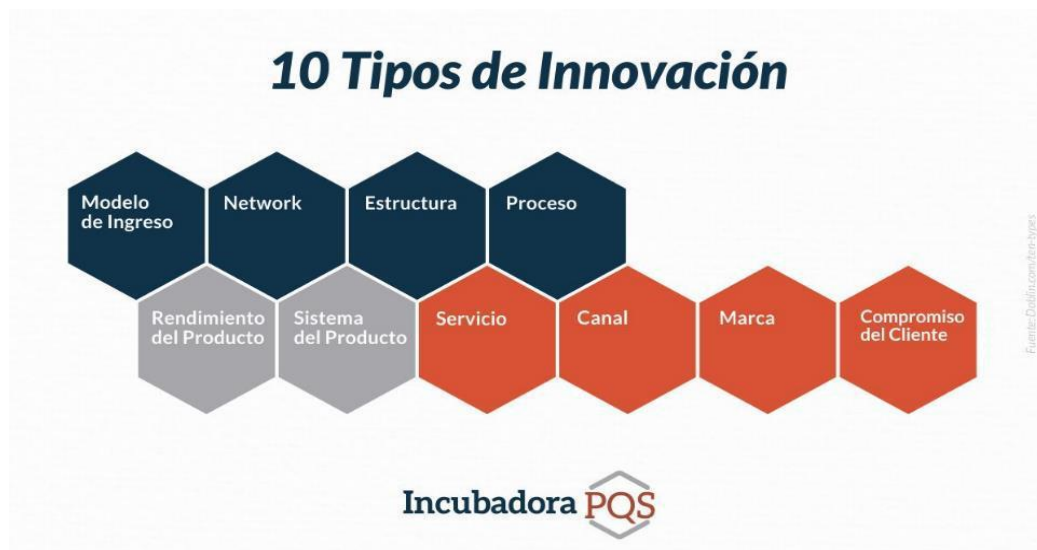 10 Tipos de Innovación
Modelo
de Ingreso
Network
Estructura
Proceso
Rendimiento
del Producto
Sistema
del Producto
Servicio
Canal
Marca
Compromiso
del Cliente
Fuente: Doblin.com/ten-types
Incubadora PQS